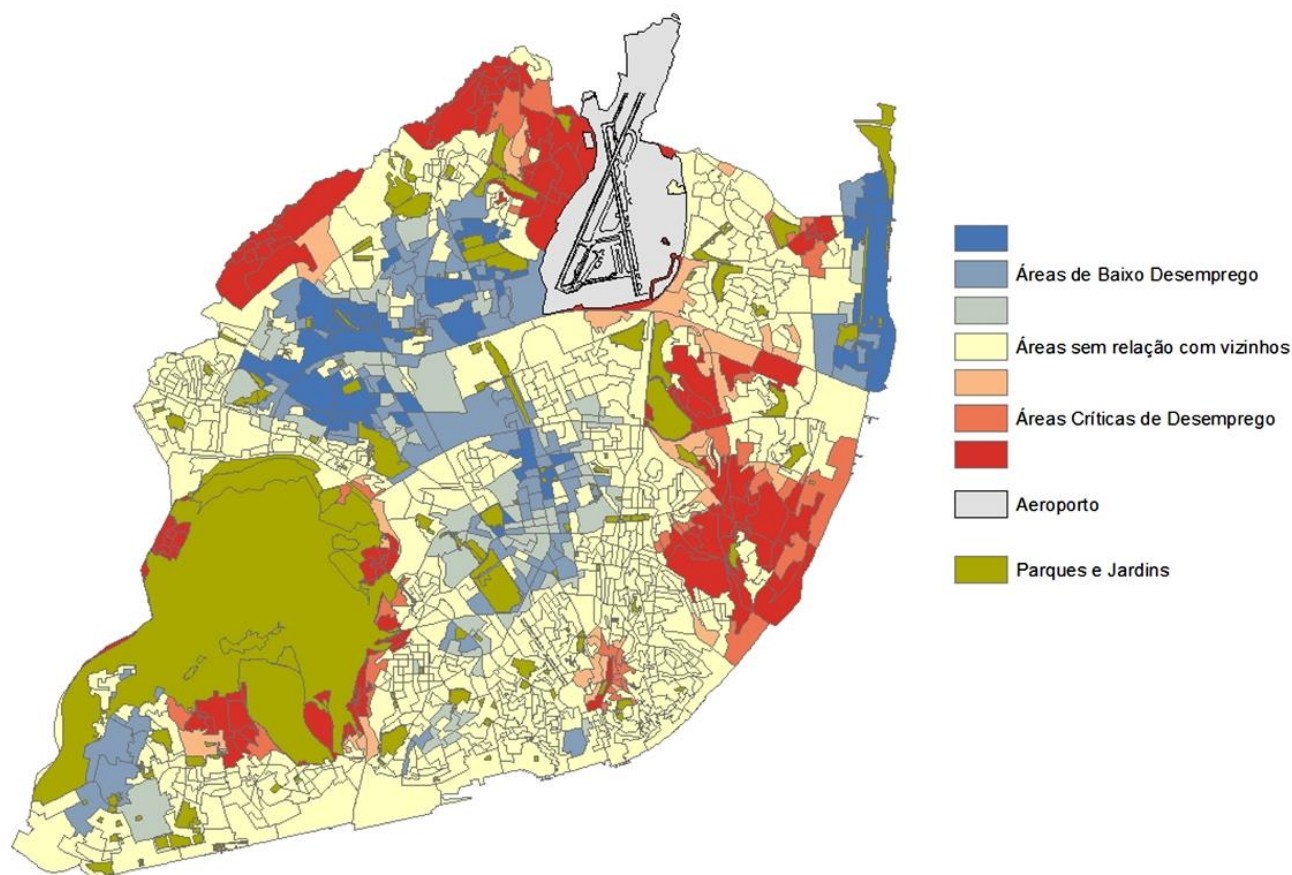 Áreas de Baixo Desemprego
Áreas sem relação com vizinhos
Áreas Críticas de Desemprego
Aeroporto
Parques e Jardins